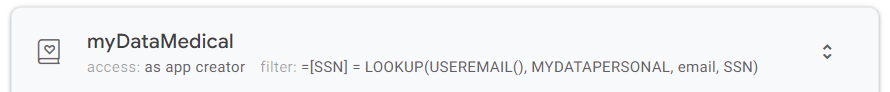 myDataMedical
access: as app creator filter: =[SSN] = LOOKUP(USEREMAIL(), MYDATAPERSONAL, email, SSN)